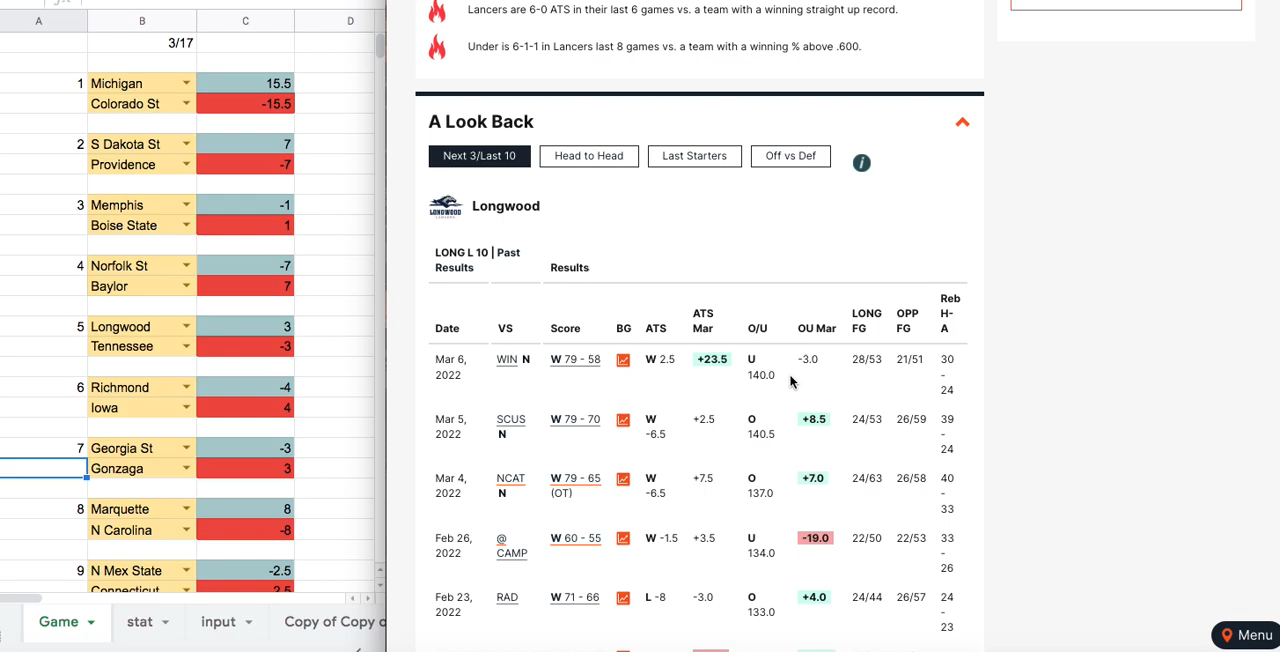 A B C D
3/17
1 Michigan 15.5
Colorado St -15.5
2 S Dakota St 7
Providence -7
3 Memphis -1
Boise State 1
4 Norfolk St -7
Baylor 7
5 Longwood 3
Tennessee -3
6 Richmond -4
Iowa 4
7 Georgia St -3
Gonzaga 3
8 Marquette 8
N Carolina -8
9 N Mex State -2.5
Connecticut 2.5
Game stat input Copy of Copy o
Lancers are 6-0 ATS in their last 6 games vs. a team with a winning straight up record.
Under is 6-1-1 in Lancers last 8 games vs. a team with a winning % above .600.
A Look Back
Next 3/Last 10 Head to Head Last Starters Off vs Def i
LONGWOOD
LANCERS
Longwood
LONG L 10 | Past
Results Results
Reb
ATS LONG OPP H-
Date VS Score BG ATS Mar O/U OU Mar FG FG A
Mar 6, WIN N W 79 - 58 W 2.5 +23.5 U -3.0 28/53 21/51 30
2022 140.0 -
24
Mar 5, SCUS W 79 - 70 W +2.5 O +8.5 24/53 26/59 39
2022 N -6.5 140.5 -
24
Mar 4, NCAT W 79 - 65 W +7.5 O +7.0 24/63 26/58 40
2022 N (OT) -6.5 137.0 -
33
Feb 26, @ W 60 - 55 W -1.5 +3.5 U -19.0 22/50 22/53 33
2022 CAMP 134.0 -
26
Feb 23, RAD W 71 - 66 L -8 -3.0 O +4.0 24/44 26/57 24
2022 133.0 -
23
Menu